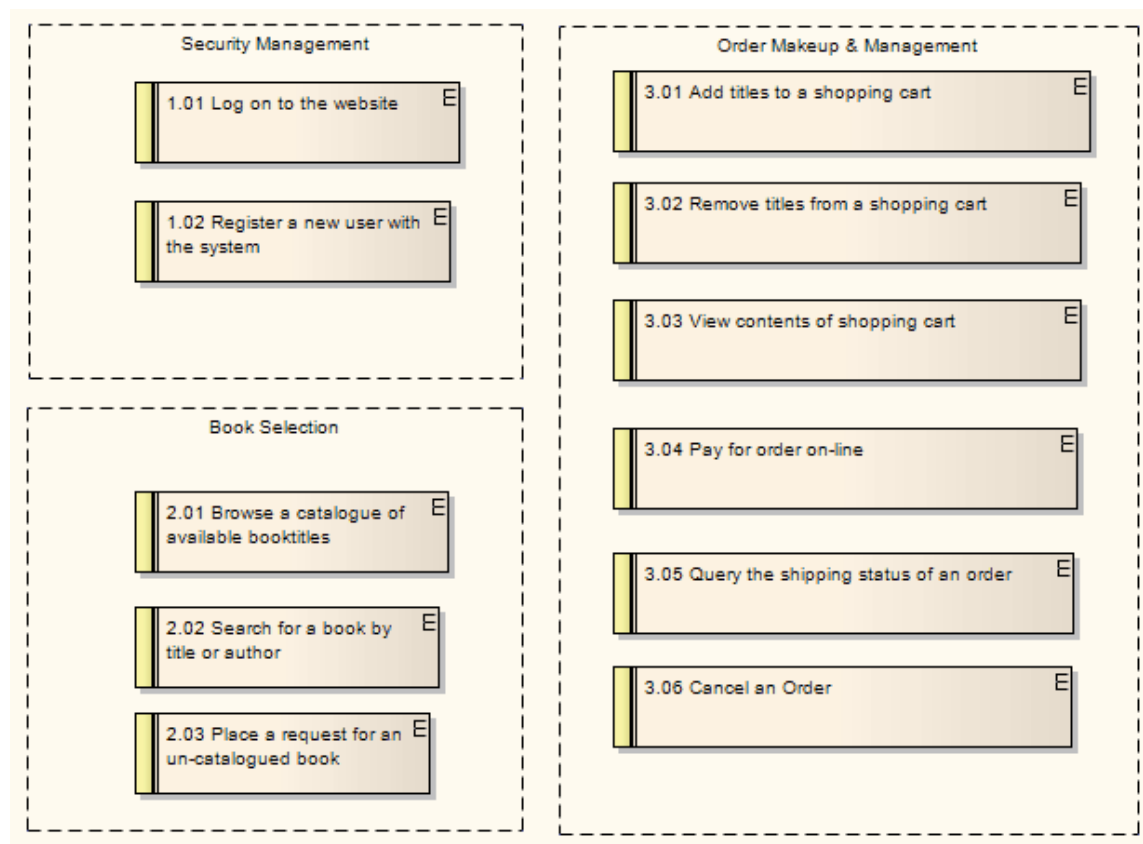 Security Management
1.01 Log on to the website
E
1.02 Register a new user with
the system
E
Book Selection
2.01 Browse a catalogue of
available booktitles
E
2.02 Search for a book by
title or author
E
2.03 Place a request for an
un-catalogued book
E
Order Makeup & Management
3.01 Add titles to a shopping cart
E
3.02 Remove titles from a shopping cart
E
3.03 View contents of shopping cart
E
3.04 Pay for order on-line
E
3.05 Query the shipping status of an order
E
3.06 Cancel an Order
E